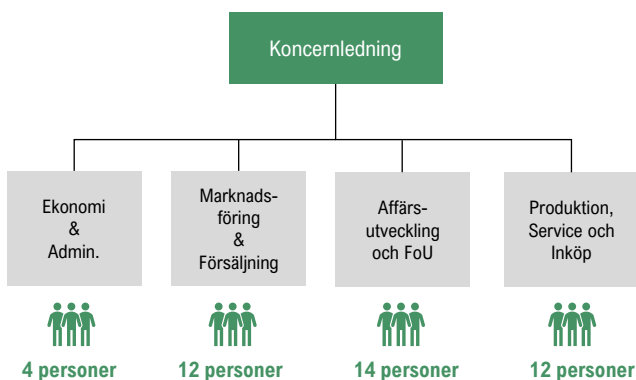 Koncernledning
Ekonomi
&
Admin.
Marknads-
föring
&
Försäljning
Affärs-
utveckling
och FoU
Produktion,
Service och
Inköp
4 personer
12 personer
14 personer
12 personer